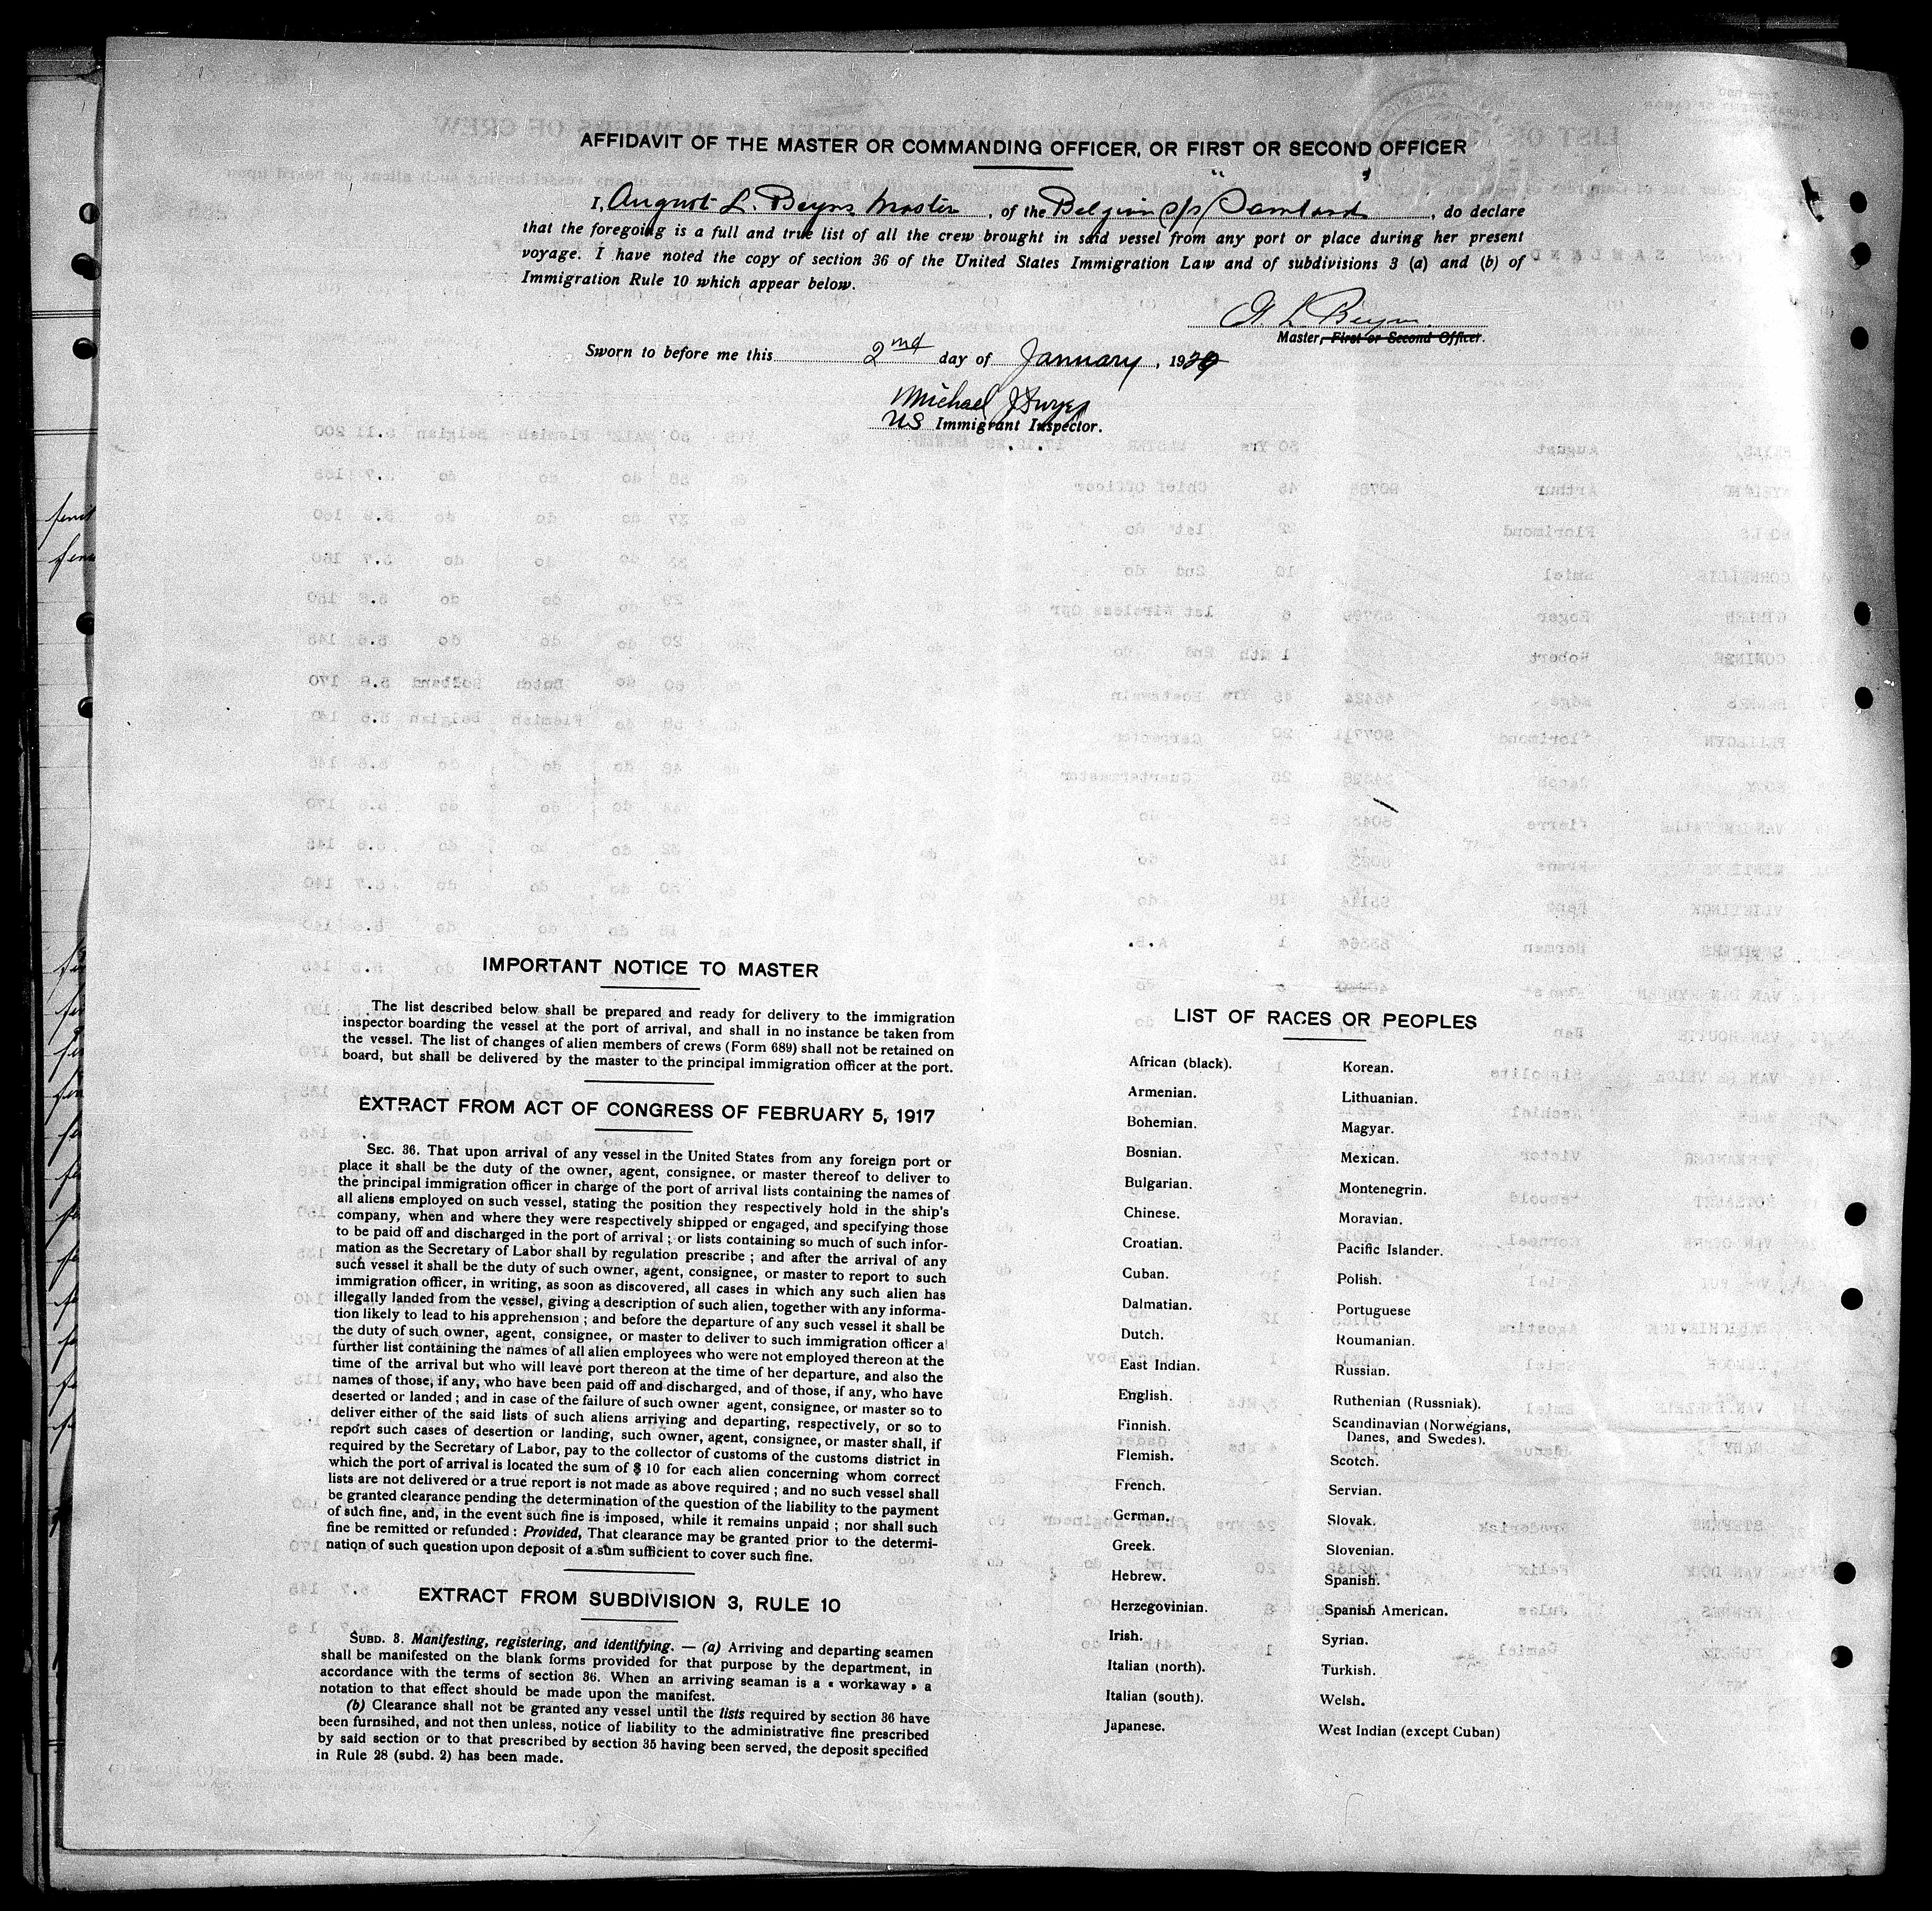 AFFIDAVIT OF THE MASTER OR COMMANDING OFFICER, OR FIRST OR SECOND OFFICER
I, August L. Beyns Master, of the Belgian s/s "Samland", do declare
that the foregoing is a full and true list of all the crew brought in said vessel from any port or place during her present
voyage. I have noted the copy of section 36 of the United States Immigration Law and of subdivisions 3 (a) and (b) of
Immigration Rule 10 which appear below.
A L Beyns
Master, First or Second Officer.
Sworn to before me this 2nd day of January, 19
Michael J
US Immigrant Inspector.
IMPORTANT NOTICE TO MASTER
The list described below shall be prepared and ready for delivery to the immigration
inspector boarding the vessel at the port of arrival, and shall in no instance be taken from
the vessel. The list of changes of alien members of crews (Form 689) shall not be retained on
board, but shall be delivered by the master to the principal immigration officer at the port.
EXTRACT FROM ACT OF CONGRESS OF FEBRUARY 5, 1917
SEC. 36. That upon arrival of any vessel in the United States from any foreign port or
place it shall be the duty of the owner, agent, consignee, or master thereof to deliver to
the principal immigration officer in charge of the port of arrival lists containing the names of
all aliens employed on such vessel, stating the position they respectively hold in the ship's
company, when and where they were respectively shipped or engaged, and specifying those
to be paid off and discharged in the port of arrival ; or lists containing so much of such infor-
mation as the Secretary of Labor shall by regulation prescribe ; and after the arrival of any
such vessel it shall be the duty of such owner, agent, consignee, or master to report to such
immigration officer, in writing, as soon as discovered, all cases in which any such alien has
illegally landed from the vessel, giving a description of such alien, together with any informa-
tion likely to lead to his apprehension ; and before the departure of any such vessel it shall be
the duty of such owner, agent, consignee, or master to deliver to such immigration officer a
further list containing the names of all alien employees who were not employed thereon at the
time of the arrival but who will leave port thereon at the time of her departure, and also the
names of those, if any, who have been paid off and discharged, and of those, if any, who have
deserted or landed ; and in case of the failure of such owner agent, consignee, or master so to
deliver either of the said lists of such aliens arriving and departing, respectively, or so to
report such cases of desertion or landing, such owner, agent, consignee, or master shall, if
required by the Secretary of Labor, pay to the collector of customs of the customs district in
which the port of arrival is located the sum of $ 10 for each alien concerning whom correct
lists are not delivered or a true report is not made as above required ; and no such vessel shall
be granted clearance pending the determination of the question of the liability to the payment
of such fine, and, in the event such fine is imposed, while it remains unpaid ; nor shall such
fine be remitted or refunded : Provided, That clearance may be granted prior to the determi-
nation of such question upon deposit of a sum sufficient to cover such fine.
EXTRACT FROM SUBDIVISION 3, RULE 10
SUBD. 3. Manifesting, registering, and identifying. — (a) Arriving and departing seamen
shall be manifested on the blank forms provided for that purpose by the department, in
accordance with the terms of section 36. When an arriving seaman is a « workaway » a
notation to that effect should be made upon the manifest.
(b) Clearance shall not be granted any vessel until the lists required by section 36 have
been furnsihed, and not then unless, notice of liability to the administrative fine prescribed
by said section or to that prescribed by section 35 having been served, the deposit specified
in Rule 28 (subd. 2) has been made.
LIST OF RACES OR PEOPLES
African (black).
Armenian.
Bohemian.
Bosnian.
Bulgarian.
Chinese.
Croatian.
Cuban.
Dalmatian.
Dutch.
East Indian.
English.
Finnish.
Flemish.
French.
German.
Greek.
Hebrew.
Herzegovinian.
Irish.
Italian (north).
Italian (south).
Japanese.
Korean.
Lithuanian.
Magyar.
Mexican.
Montenegrin.
Moravian.
Pacific Islander.
Polish.
Portuguese
Roumanian.
Russian.
Ruthenian (Russniak).
Scandinavian (Norwegians,
Danes, and Swedes).
Scotch.
Servian.
Slovak.
Slovenian.
Spanish.
Spanish American.
Syrian.
Turkish.
Welsh.
West Indian (except Cuban)